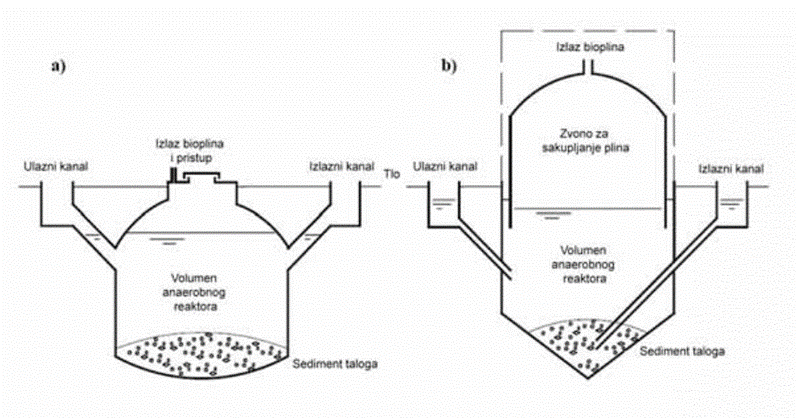 a)
Izlaz bioplina
i pristup
Ulazni kanal
Izlazni kanal
Tlo
Volumen
anaerobnog
reaktora
Sediment taloga
b)
Izlaz bioplina
Zvono za
sakupljanje plina
Ulazni kanal
Izlazni kanal
Volumen
anaerobnog
reaktora
Sediment taloga